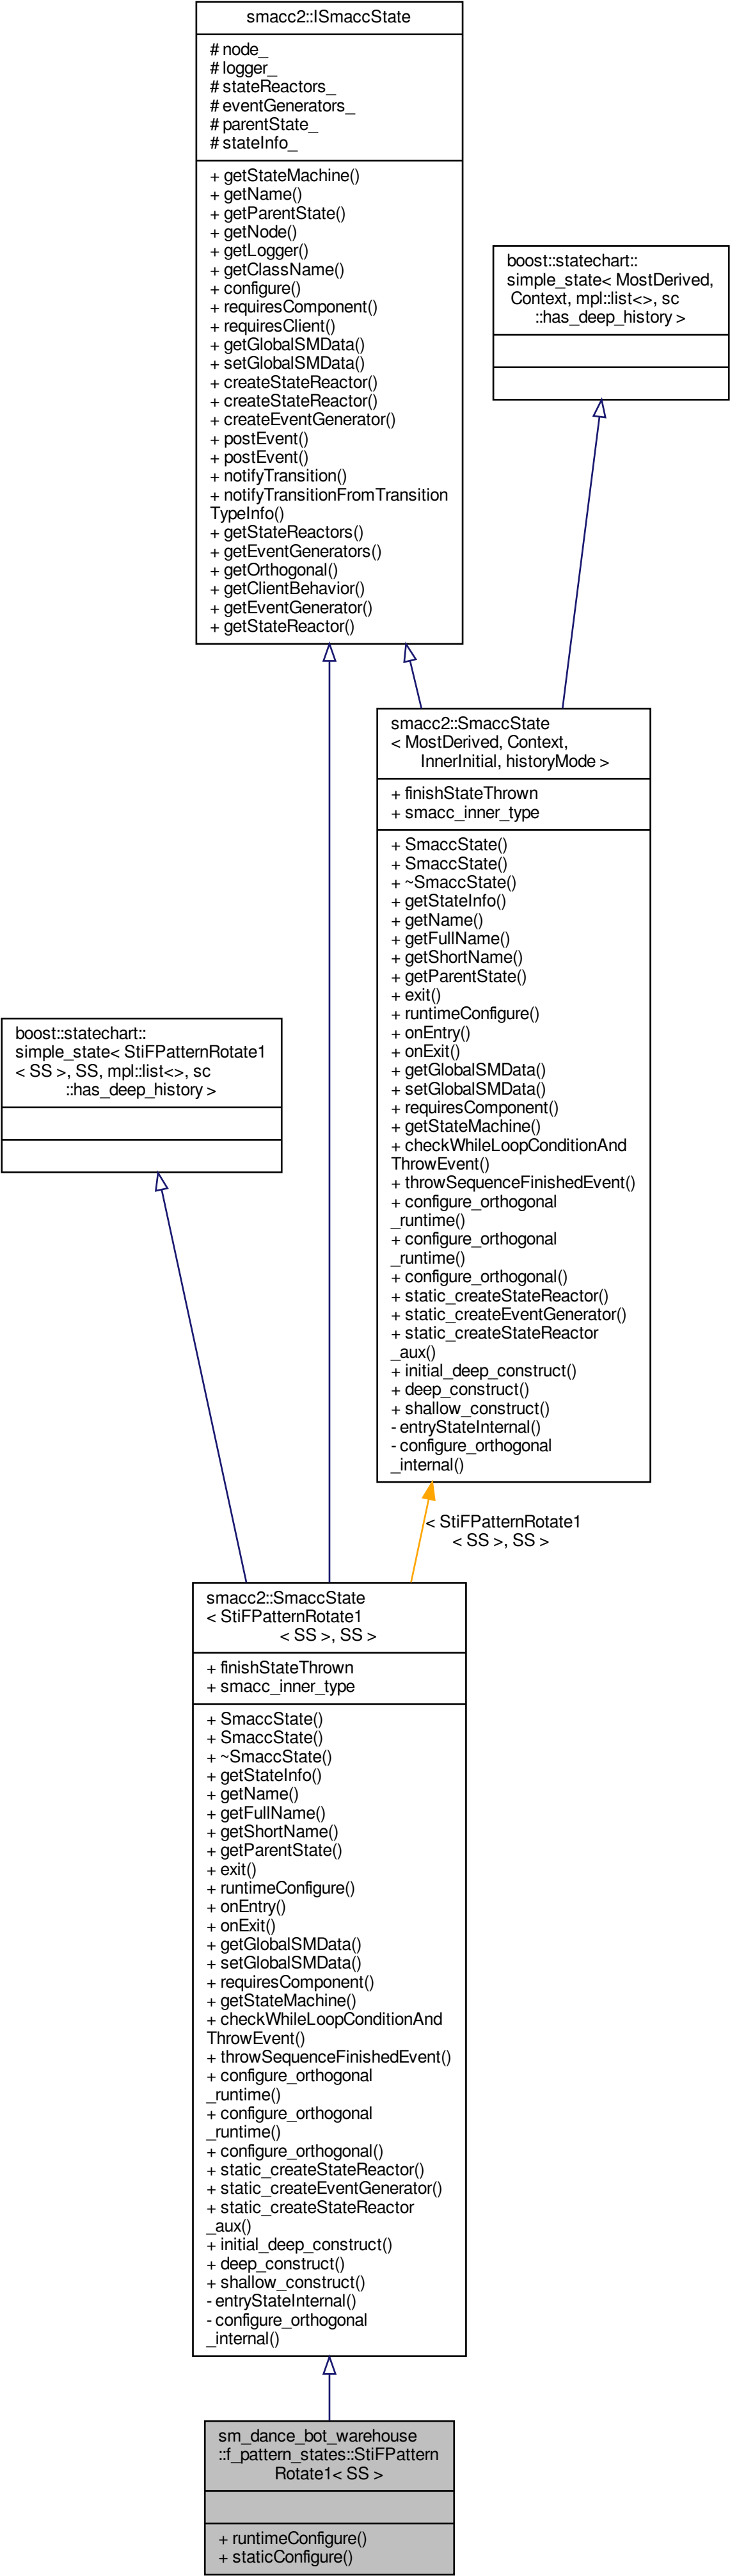 smacc2::ISmaccState
# node_
# logger_
# stateReactors_
# eventGenerators_
# parentState_
# stateInfo_
+ getStateMachine()
+ getName()
+ getParentState()
+ getNode()
+ getLogger()
+ getClassName()
+ configure()
+ requiresComponent()
+ requiresClient()
+ getGlobalSMData()
+ setGlobalSMData()
+ createStateReactor()
+ createStateReactor()
+ createEventGenerator()
+ postEvent()
+ postEvent()
+ notifyTransition()
+ notifyTransitionFromTransition
TypeInfo()
+ getStateReactors()
+ getEventGenerators()
+ getOrthogonal()
+ getClientBehavior()
+ getEventGenerator()
+ getStateReactor()
boost::statechart::
simple_state< MostDerived,
Context, mpl::list<>, sc
::has_deep_history >
smacc2::SmaccState
< MostDerived, Context,
InnerInitial, historyMode >
+ finishStateThrown
+ smacc_inner_type
+ SmaccState()
+ SmaccState()
+ ~SmaccState()
+ getStateInfo()
+ getName()
+ getFullName()
+ getShortName()
+ getParentState()
+ exit()
+ runtimeConfigure()
+ onEntry()
+ onExit()
+ getGlobalSMData()
+ setGlobalSMData()
+ requiresComponent()
+ getStateMachine()
+ checkWhileLoopConditionAnd
ThrowEvent()
+ throwSequenceFinishedEvent()
+ configure_orthogonal
_runtime()
+ configure_orthogonal
_runtime()
+ configure_orthogonal()
+ static_createStateReactor()
+ static_createEventGenerator()
+ static_createStateReactor
_aux()
+ initial_deep_construct()
+ deep_construct()
+ shallow_construct()
- entryStateInternal()
- configure_orthogonal
_internal()
boost::statechart::
simple_state< StiFPatternRotate1
< SS >, SS, mpl::list<>, sc
::has_deep_history >
< StiFPatternRotate1
< SS >, SS >
smacc2::SmaccState
< StiFPatternRotate1
< SS >, SS >
+ finishStateThrown
+ smacc_inner_type
+ SmaccState()
+ SmaccState()
+ ~SmaccState()
+ getStateInfo()
+ getName()
+ getFullName()
+ getShortName()
+ getParentState()
+ exit()
+ runtimeConfigure()
+ onEntry()
+ onExit()
+ getGlobalSMData()
+ setGlobalSMData()
+ requiresComponent()
+ getStateMachine()
+ checkWhileLoopConditionAnd
ThrowEvent()
+ throwSequenceFinishedEvent()
+ configure_orthogonal
_runtime()
+ configure_orthogonal
_runtime()
+ configure_orthogonal()
+ static_createStateReactor()
+ static_createEventGenerator()
+ static_createStateReactor
_aux()
+ initial_deep_construct()
+ deep_construct()
+ shallow_construct()
- entryStateInternal()
- configure_orthogonal
_internal()
sm_dance_bot_warehouse
::f_pattern_states::StiFPattern
Rotate1< SS >
+ runtimeConfigure()
+ staticConfigure()